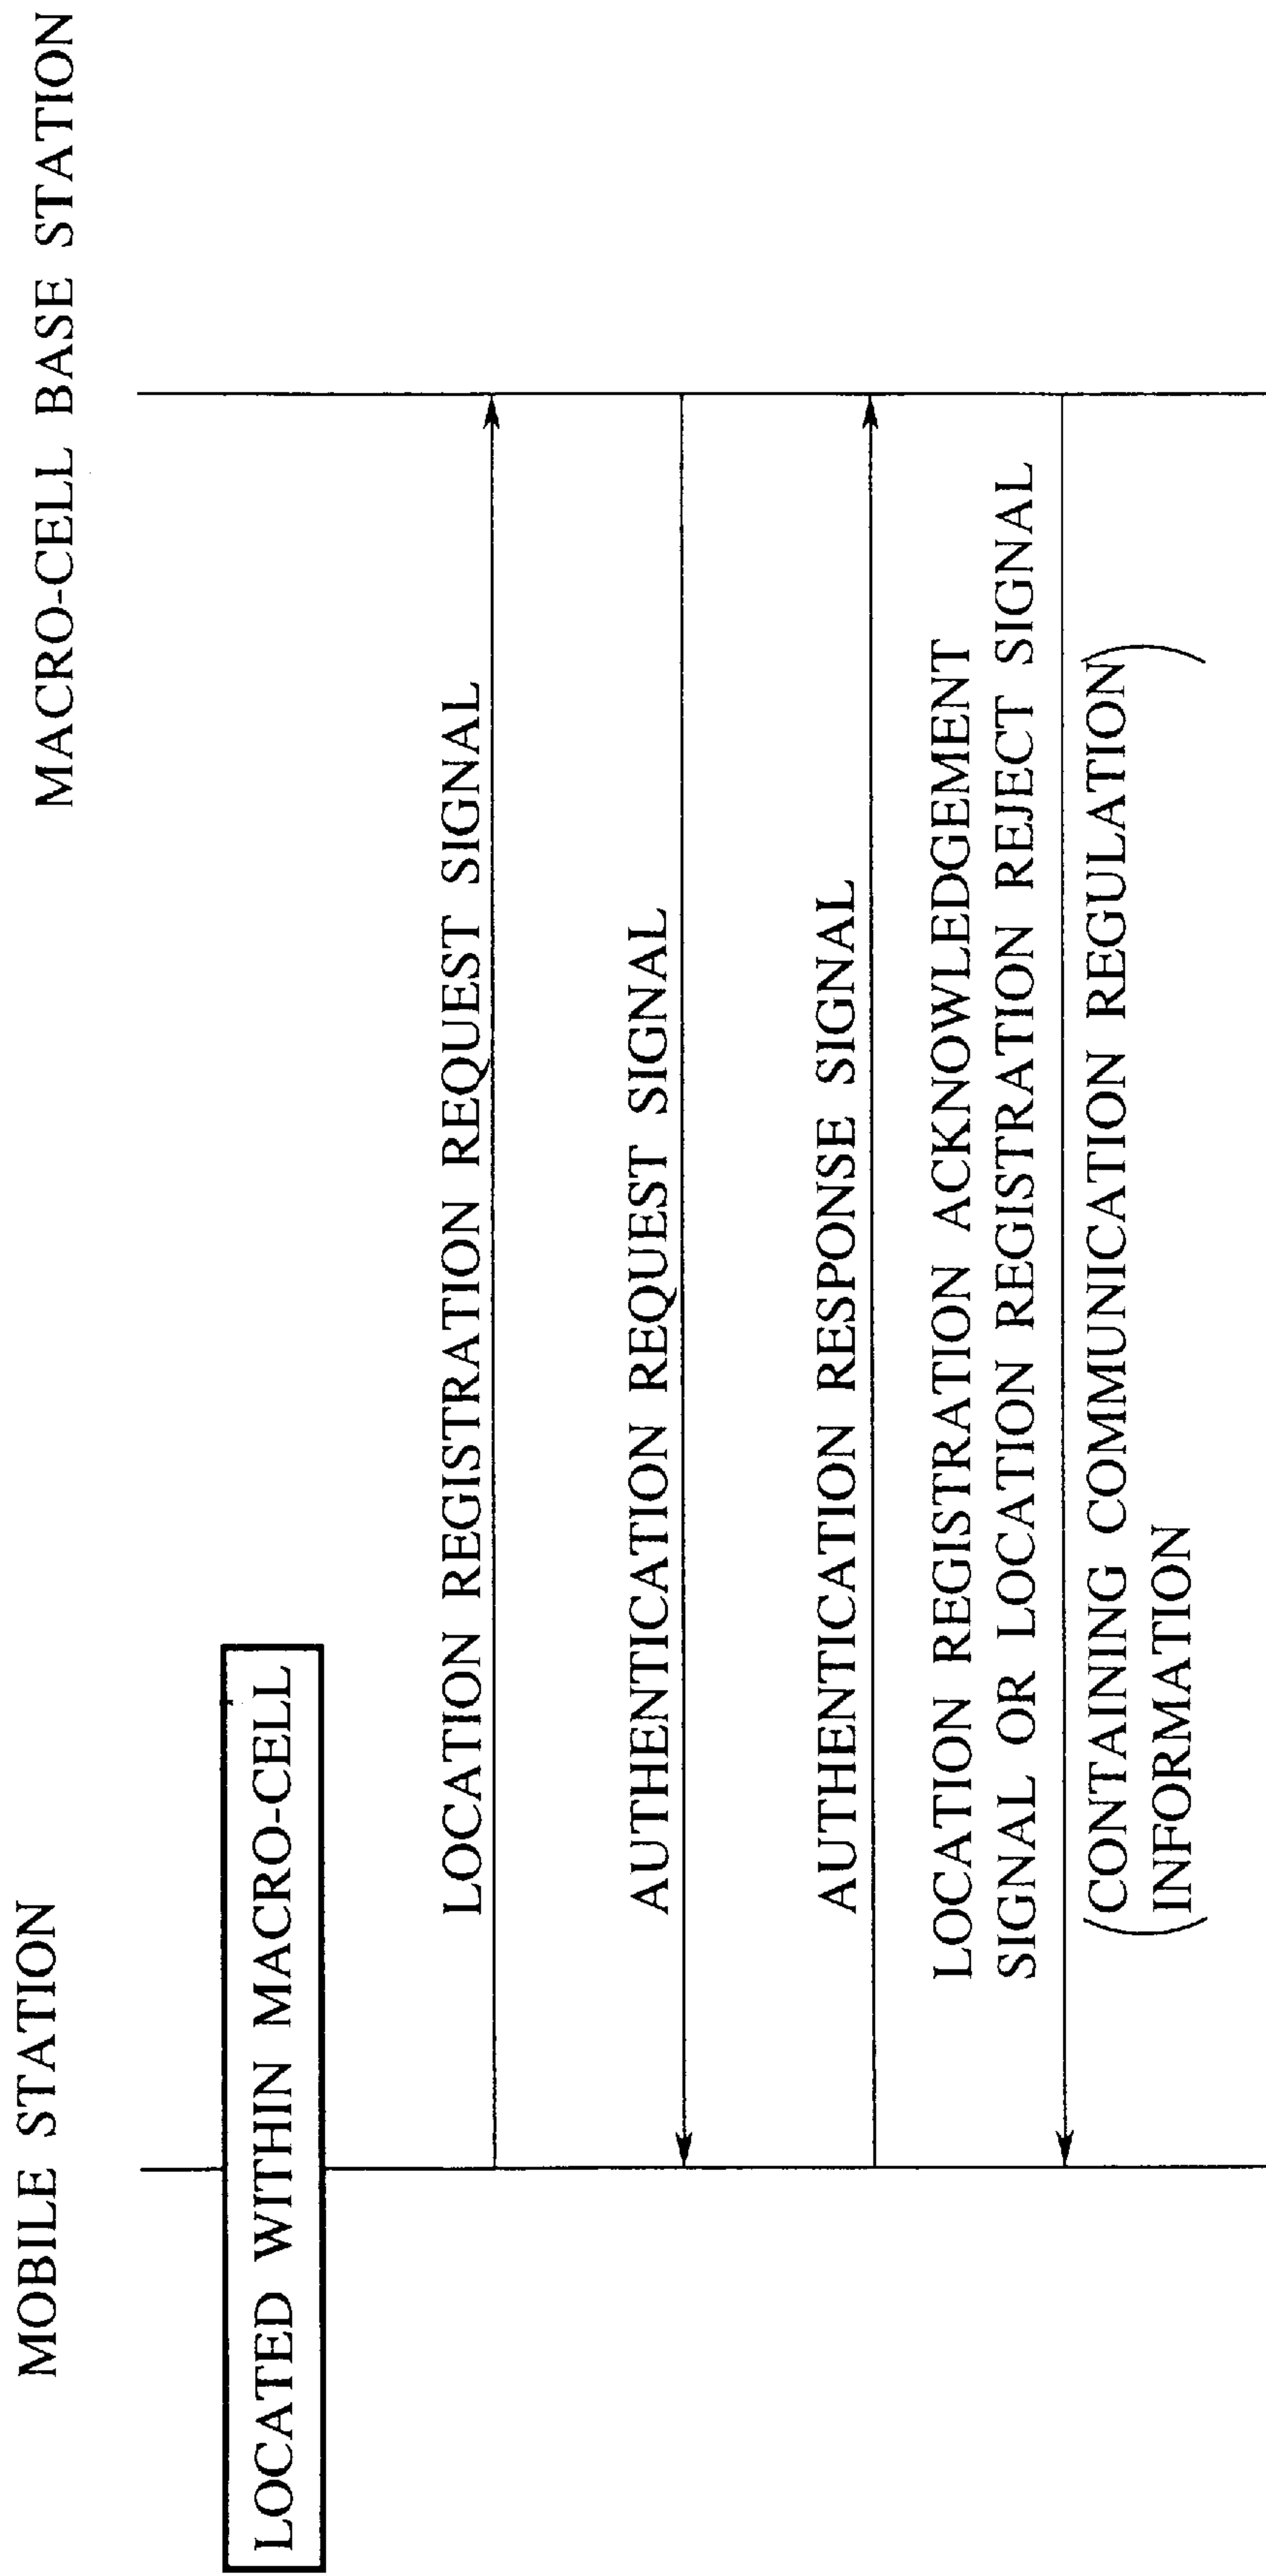 MOBILE STATION
MACRO-CELL BASE STATION
LOCATED WITHIN MACRO-CELL
LOCATION REGISTRATION REQUEST SIGNAL
AUTHENTICATION REQUEST SIGNAL
AUTHENTICATION RESPONSE SIGNAL
LOCATION REGISTRATION ACKNOWLEDGEMENT
SIGNAL OR LOCATION REGISTRATION REJECT SIGNAL
(CONTAINING COMMUNICATION REGULATION
INFORMATION)